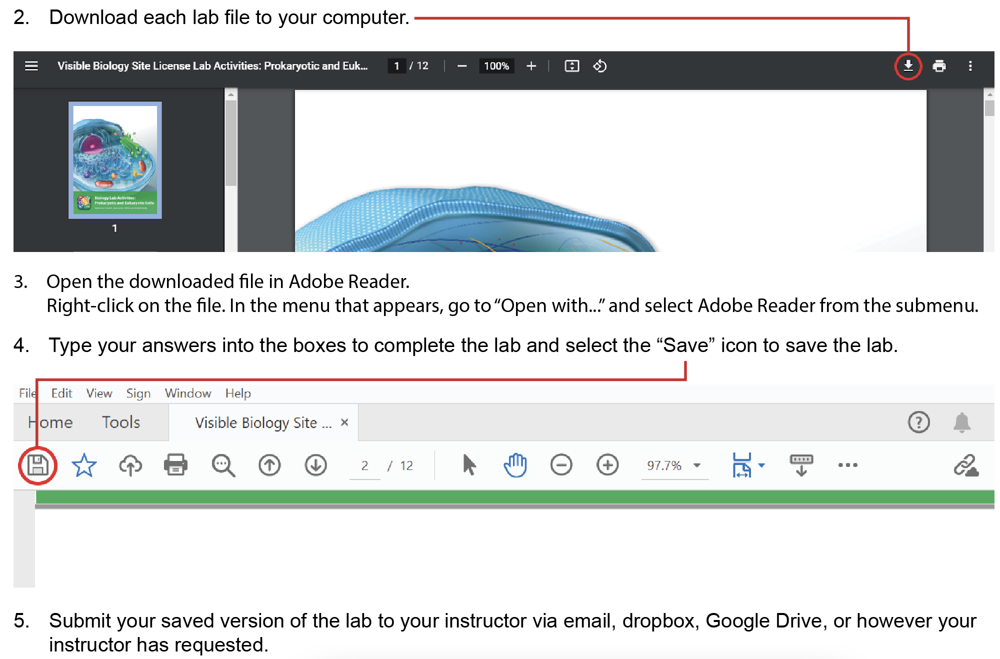 2. Download each lab file to your computer.
Visible Biology Site License Lab Activities: Prokaryotic and Euk... 1 / 12 100%
Biology Lab Activities:
Prokaryotic and Eukaryotic Cells
1
3. Open the downloaded file in Adobe Reader.
Right-click on the file. In the menu that appears, go to “Open with...” and select Adobe Reader from the submenu.
4. Type your answers into the boxes to complete the lab and select the “Save” icon to save the lab.
File Edit View Sign Window Help
Home Tools Visible Biology Site ...
2 / 12 97.7%
5. Submit your saved version of the lab to your instructor via email, dropbox, Google Drive, or however your
instructor has requested.